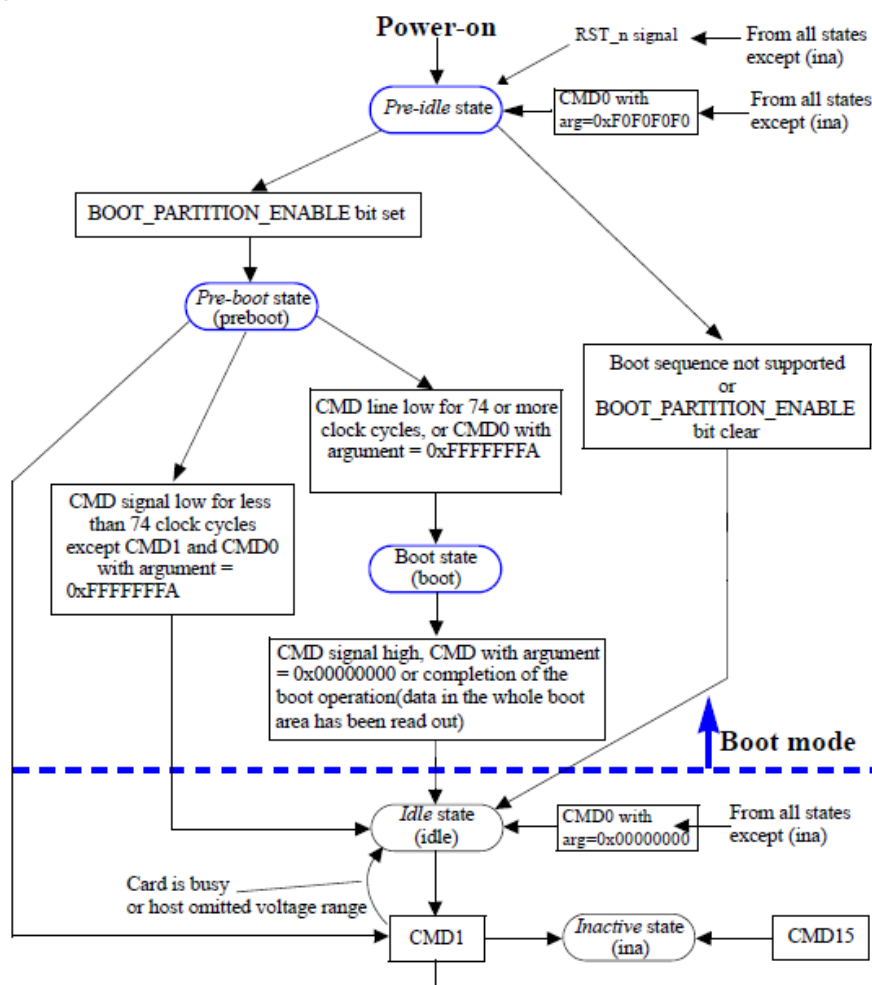 Power-on
RST_n signal
From all states
except (ina)
Pre-idle state
CMD0 with
arg=0xF0F0F0F0
From all states
except (ina)
BOOT_PARTITION_ENABLE bit set
Pre-boot state
(preboot)
Boot sequence not supported
or
BOOT_PARTITION_ENABLE
bit clear
CMD line low for 74 or more
clock cycles, or CMD0 with
argument = 0xFFFFFFFA
CMD signal low for less
than 74 clock cycles
except CMD1 and CMD0
with argument =
0xFFFFFFFA
Boot state
(boot)
CMD signal high, CMD with argument
= 0x00000000 or completion of the
boot operation(data in the whole boot
area has been read out)
Boot mode
Idle state
(idle)
CMD0 with
arg=0x00000000
From all states
except (ina)
Card is busy
or host omitted voltage range
CMD1
Inactive state
(ina)
CMD15